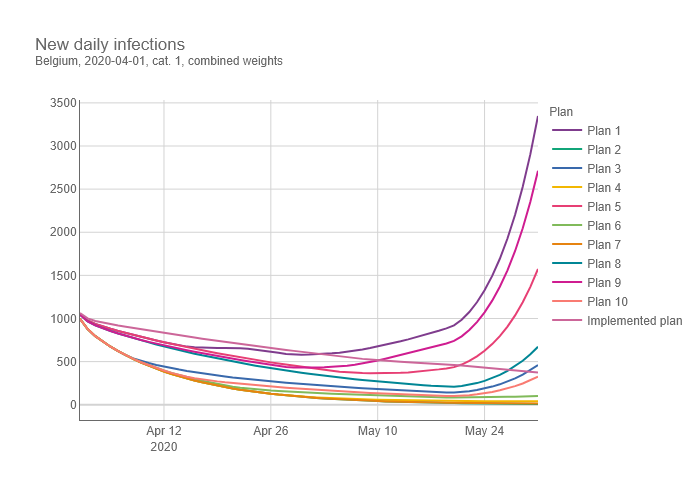 New daily infections
Belgium, 2020-04-01, cat. 1, combined weights
3500
3000
2500
2000
1500
1000
500
0
Apr 12
2020
Apr 26
May 10
May 24
Plan
Plan 1
Plan 2
Plan 3
Plan 4
Plan 5
Plan 6
Plan 7
Plan 8
Plan 9
Plan 10
Implemented plan